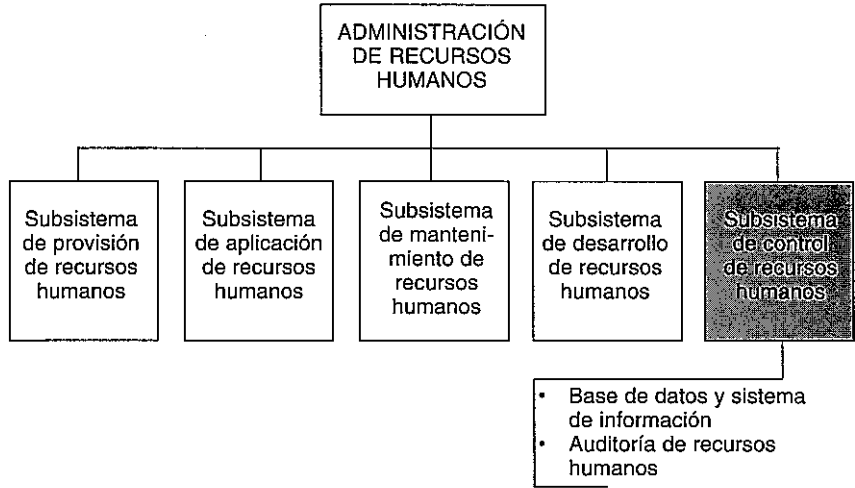 ADMINISTRACIÓN
DE RECURSOS
HUMANOS
Subsistema
de provisión
de recursos
humanos
Subsistema
de aplicación
de recursos
humanos
Subsistema
de manteni-
miento de
recursos
humanos
Subsistema
de desarrollo
de recursos
humanos
Subsistema
de control
de recursos
humanos
• Base de datos y sistema
de información
• Auditoría de recursos
humanos